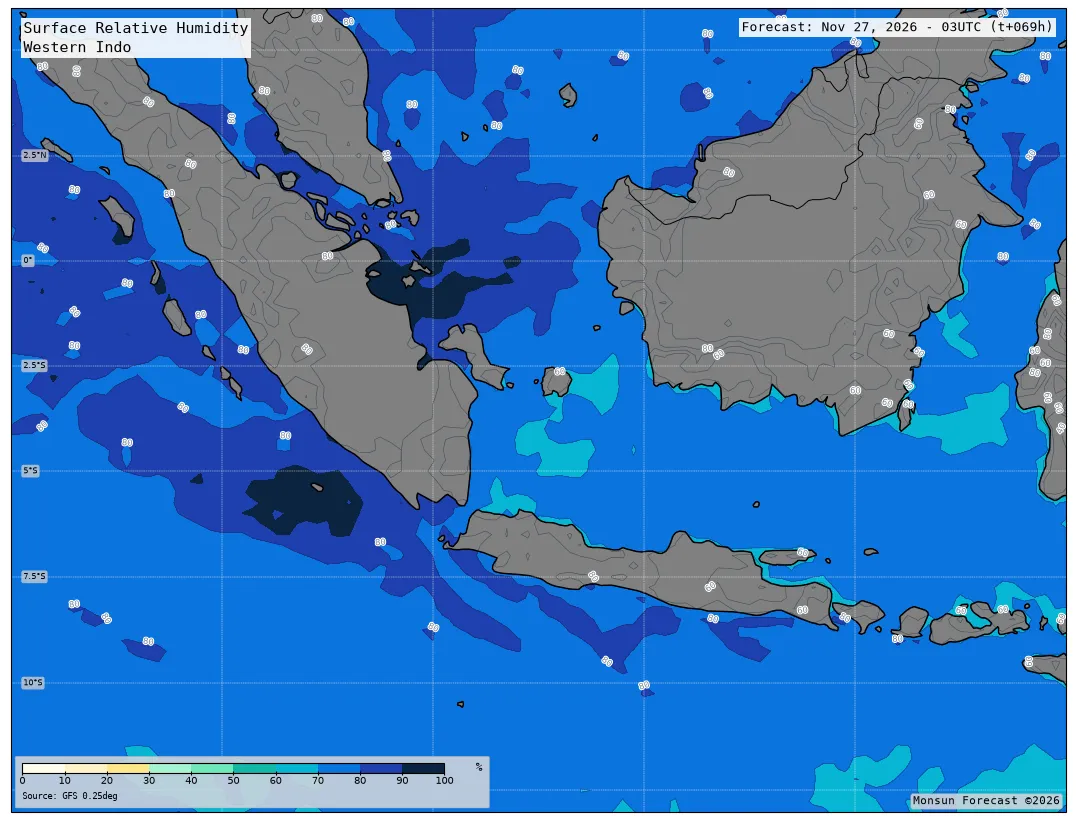 Surface Relative Humidity
Western Indo
Forecast: Nov 27, 2026 - 03UTC (t+069h)
2.5°N
0°
2.5°S
5°S
7.5°S
10°S
%
0 10 20 30 40 50 60 70 80 90 100
Source: GFS 0.25deg
Monsun Forecast ©2026